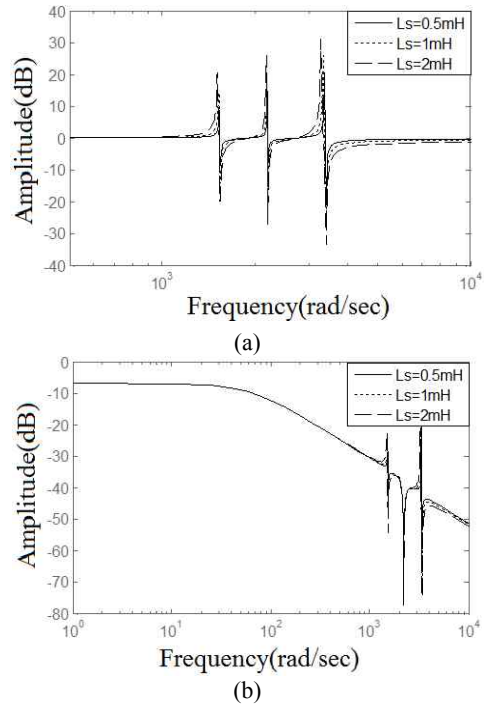 40
30
20
10
0
-10
-20
-30
-40
Ls=0.5mH
Ls=1mH
Ls=2mH
Amplitude(dB)
10^3
10^4
Frequency(rad/sec)
(a)
0
-10
-20
-30
-40
-50
-60
-70
-80
Ls=0.5mH
Ls=1mH
Ls=2mH
Amplitude(dB)
10^0
10^1
10^2
10^3
10^4
Frequency(rad/sec)
(b)